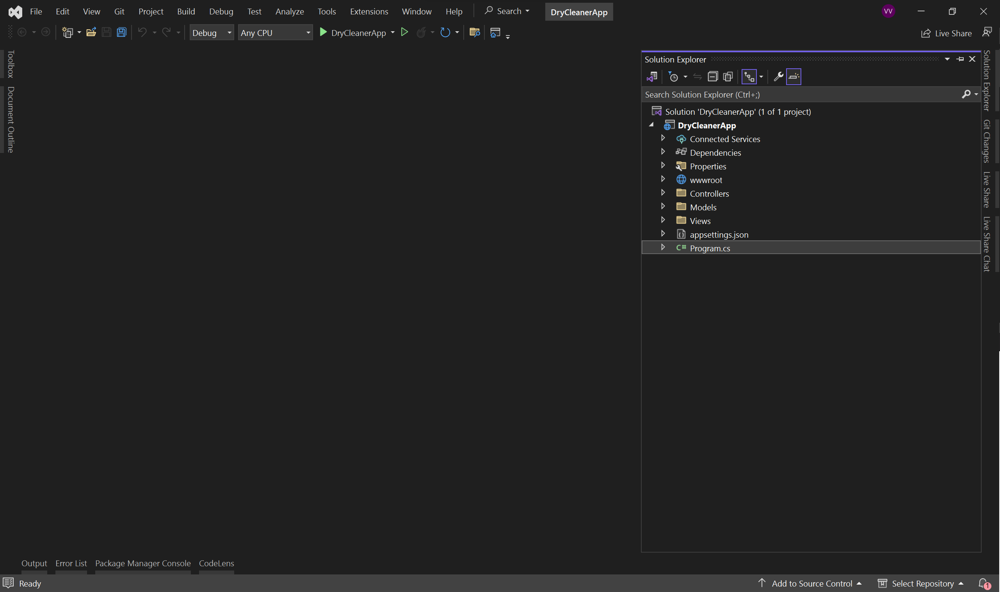 File Edit View Git Project Build Debug Test Analyze Tools Extensions Window Help Search DryCleanerApp VV
Debug Any CPU DryCleanerApp Live Share
Toolbox
Document Outline
Solution Explorer
Search Solution Explorer (Ctrl+;)
Solution 'DryCleanerApp' (1 of 1 project)
DryCleanerApp
Connected Services
Dependencies
Properties
wwwroot
Controllers
Models
Views
appsettings.json
C# Program.cs
Solution Explorer
Git Changes
Live Share
Live Share Chat
Output Error List Package Manager Console CodeLens
Ready Add to Source Control Select Repository 1